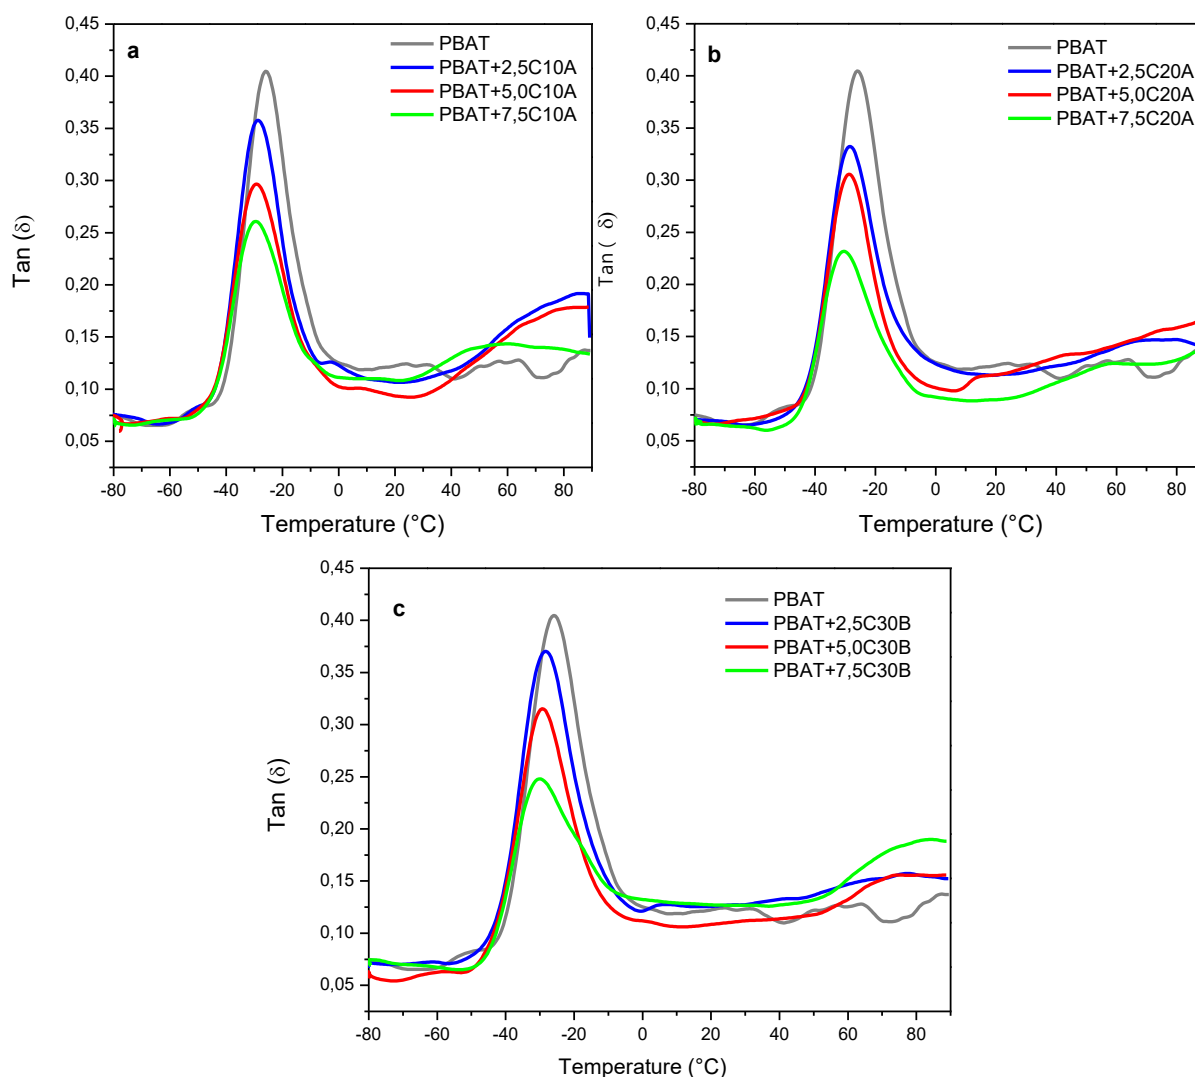 a
PBAT
PBAT+2,5C10A
PBAT+5,0C10A
PBAT+7,5C10A
0,45
0,40
0,35
0,30
0,25
0,20
0,15
0,10
0,05
Tan (δ)
-80 -60 -40 -20 0 20 40 60 80
Temperature (°C)
b
PBAT
PBAT+2,5C20A
PBAT+5,0C20A
PBAT+7,5C20A
0,45
0,40
0,35
0,30
0,25
0,20
0,15
0,10
0,05
Tan ( δ)
-80 -60 -40 -20 0 20 40 60 80
Temperature (°C)
c
PBAT
PBAT+2,5C30B
PBAT+5,0C30B
PBAT+7,5C30B
0,45
0,40
0,35
0,30
0,25
0,20
0,15
0,10
0,05
Tan (δ)
-80 -60 -40 -20 0 20 40 60 80
Temperature (°C)